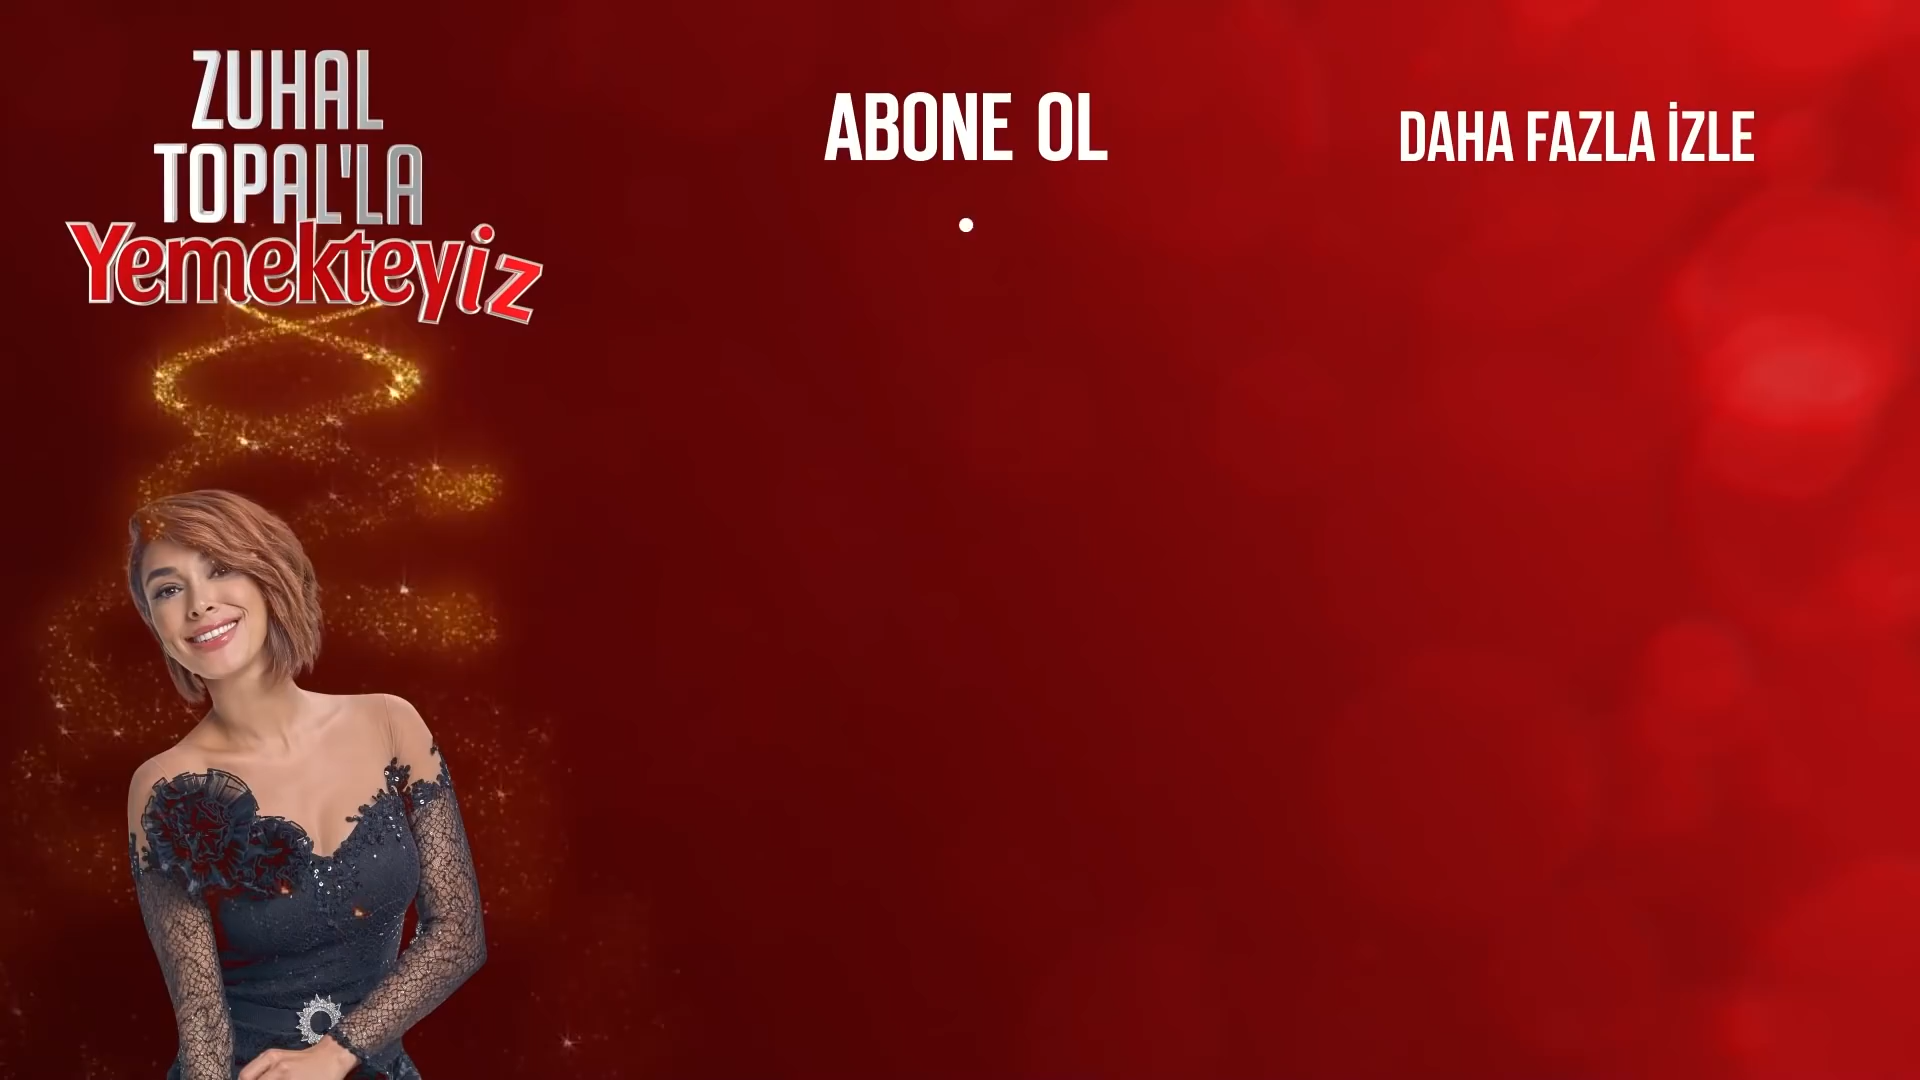 ZUHAL
TOPAL'LA
Yemekteyiz
ABONE OL
DAHA FAZLA İZLE